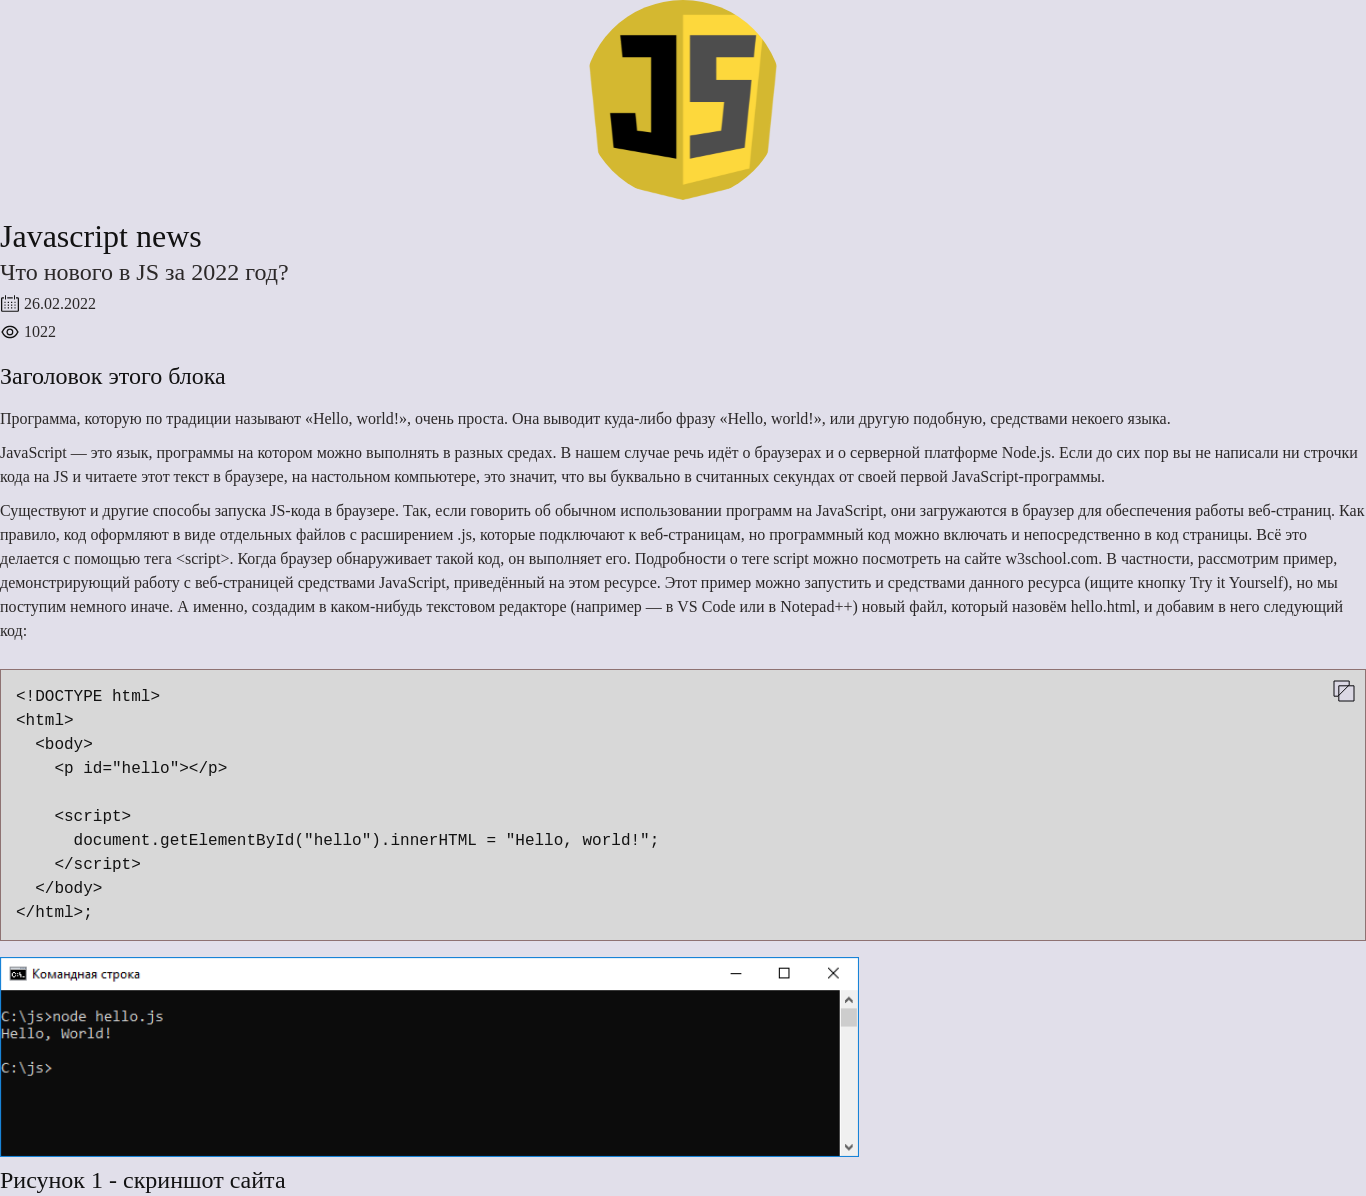 JS
Javascript news
Что нового в JS за 2022 год?
26.02.2022
1022
Заголовок этого блока
Программа, которую по традиции называют «Hello, world!», очень проста. Она выводит куда-либо фразу «Hello, world!», или другую подобную, средствами некоего языка.
JavaScript — это язык, программы на котором можно выполнять в разных средах. В нашем случае речь идёт о браузерах и о серверной платформе Node.js. Если до сих пор вы не написали ни строчки
кода на JS и читаете этот текст в браузере, на настольном компьютере, это значит, что вы буквально в считанных секундах от своей первой JavaScript-программы.
Существуют и другие способы запуска JS-кода в браузере. Так, если говорить об обычном использовании программ на JavaScript, они загружаются в браузер для обеспечения работы веб-страниц. Как
правило, код оформляют в виде отдельных файлов с расширением .js, которые подключают к веб-страницам, но программный код можно включать и непосредственно в код страницы. Всё это
делается с помощью тега <script>. Когда браузер обнаруживает такой код, он выполняет его. Подробности о теге script можно посмотреть на сайте w3school.com. В частности, рассмотрим пример,
демонстрирующий работу с веб-страницей средствами JavaScript, приведённый на этом ресурсе. Этот пример можно запустить и средствами данного ресурса (ищите кнопку Try it Yourself), но мы
поступим немного иначе. А именно, создадим в каком-нибудь текстовом редакторе (например — в VS Code или в Notepad++) новый файл, который назовём hello.html, и добавим в него следующий
код:
<!DOCTYPE html>
<html>
  <body>
    <p id="hello"></p>
    <script>
      document.getElementById("hello").innerHTML = "Hello, world!";
    </script>
  </body>
</html>;
Командная строка
C:\js>node hello.js
Hello, World!
C:\js>
Рисунок 1 - скриншот сайта